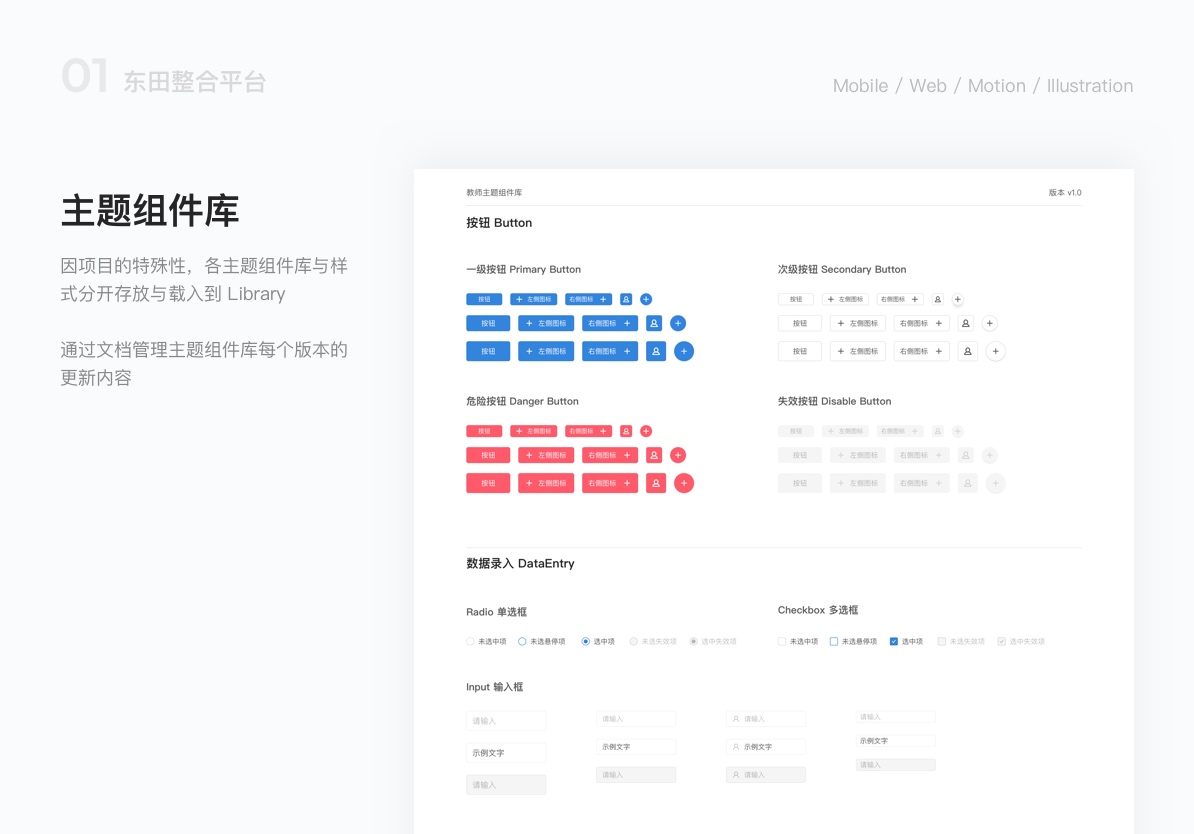 01 东田整合平台
Mobile / Web / Motion / Illustration
主题组件库
因项目的特殊性，各主题组件库与样
式分开存放与载入到 Library
通过文档管理主题组件库每个版本的
更新内容
教师主题组件库 版本 v1.0
按钮 Button
一级按钮 Primary Button
按钮 + 左侧图标 右侧图标 + +
按钮 + 左侧图标 右侧图标 + +
按钮 + 左侧图标 右侧图标 + +
次级按钮 Secondary Button
按钮 + 左侧图标 右侧图标 + +
按钮 + 左侧图标 右侧图标 + +
按钮 + 左侧图标 右侧图标 + +
危险按钮 Danger Button
按钮 + 左侧图标 右侧图标 + +
按钮 + 左侧图标 右侧图标 + +
按钮 + 左侧图标 右侧图标 + +
失效按钮 Disable Button
按钮 + 左侧图标 右侧图标 + +
按钮 + 左侧图标 右侧图标 + +
按钮 + 左侧图标 右侧图标 + +
数据录入 DataEntry
Radio 单选框
未选中项 未选悬停项 选中项 未选失效项 选中失效项
Checkbox 多选框
未选中项 未选悬停项 选中项 未选失效项 选中失效项
Input 输入框
请输入 请输入 请输入 请输入
示例文字 示例文字 示例文字 示例文字
请输入 请输入 请输入 请输入